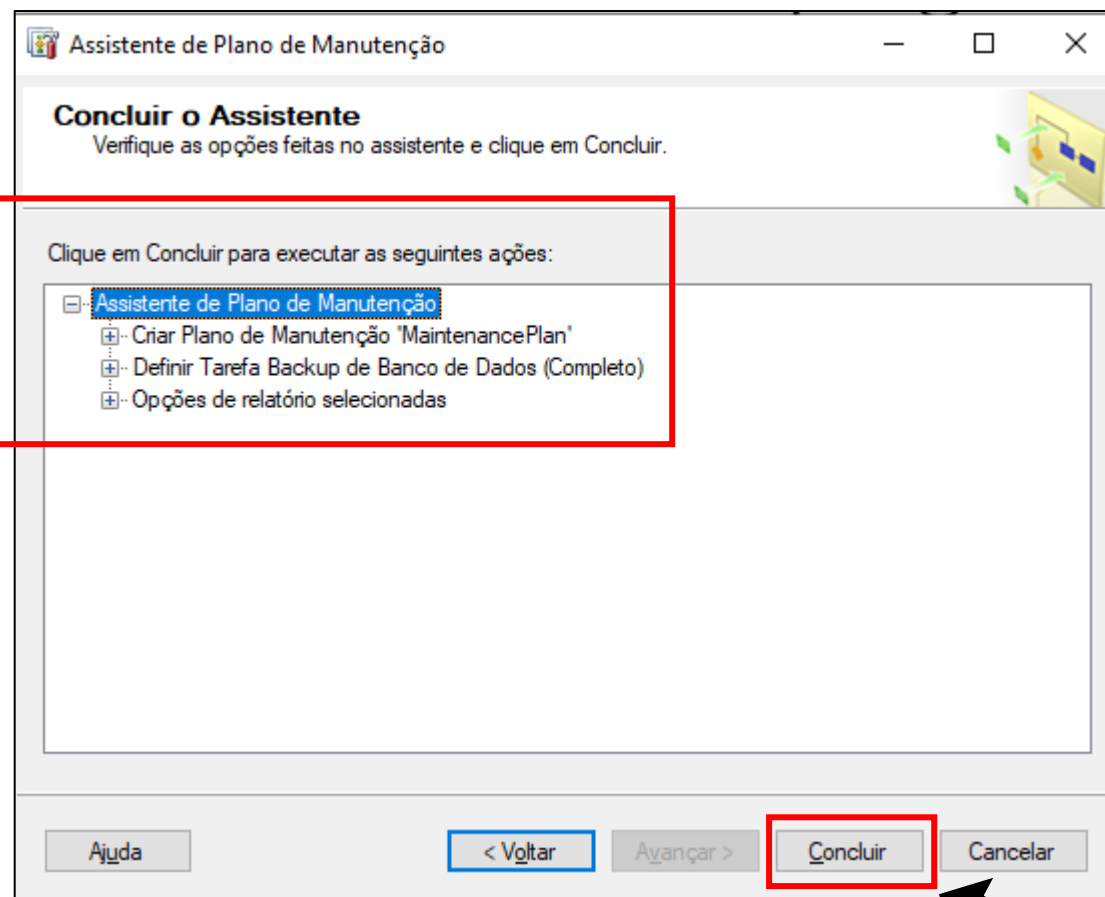 Assistente de Plano de Manutenção
Concluir o Assistente
Verifique as opções feitas no assistente e clique em Concluir.
Clique em Concluir para executar as seguintes ações:
Assistente de Plano de Manutenção
Criar Plano de Manutenção 'MaintenancePlan'
Definir Tarefa Backup de Banco de Dados (Completo)
Opções de relatório selecionadas
Ajuda
< Voltar
Avançar >
Concluir
Cancelar